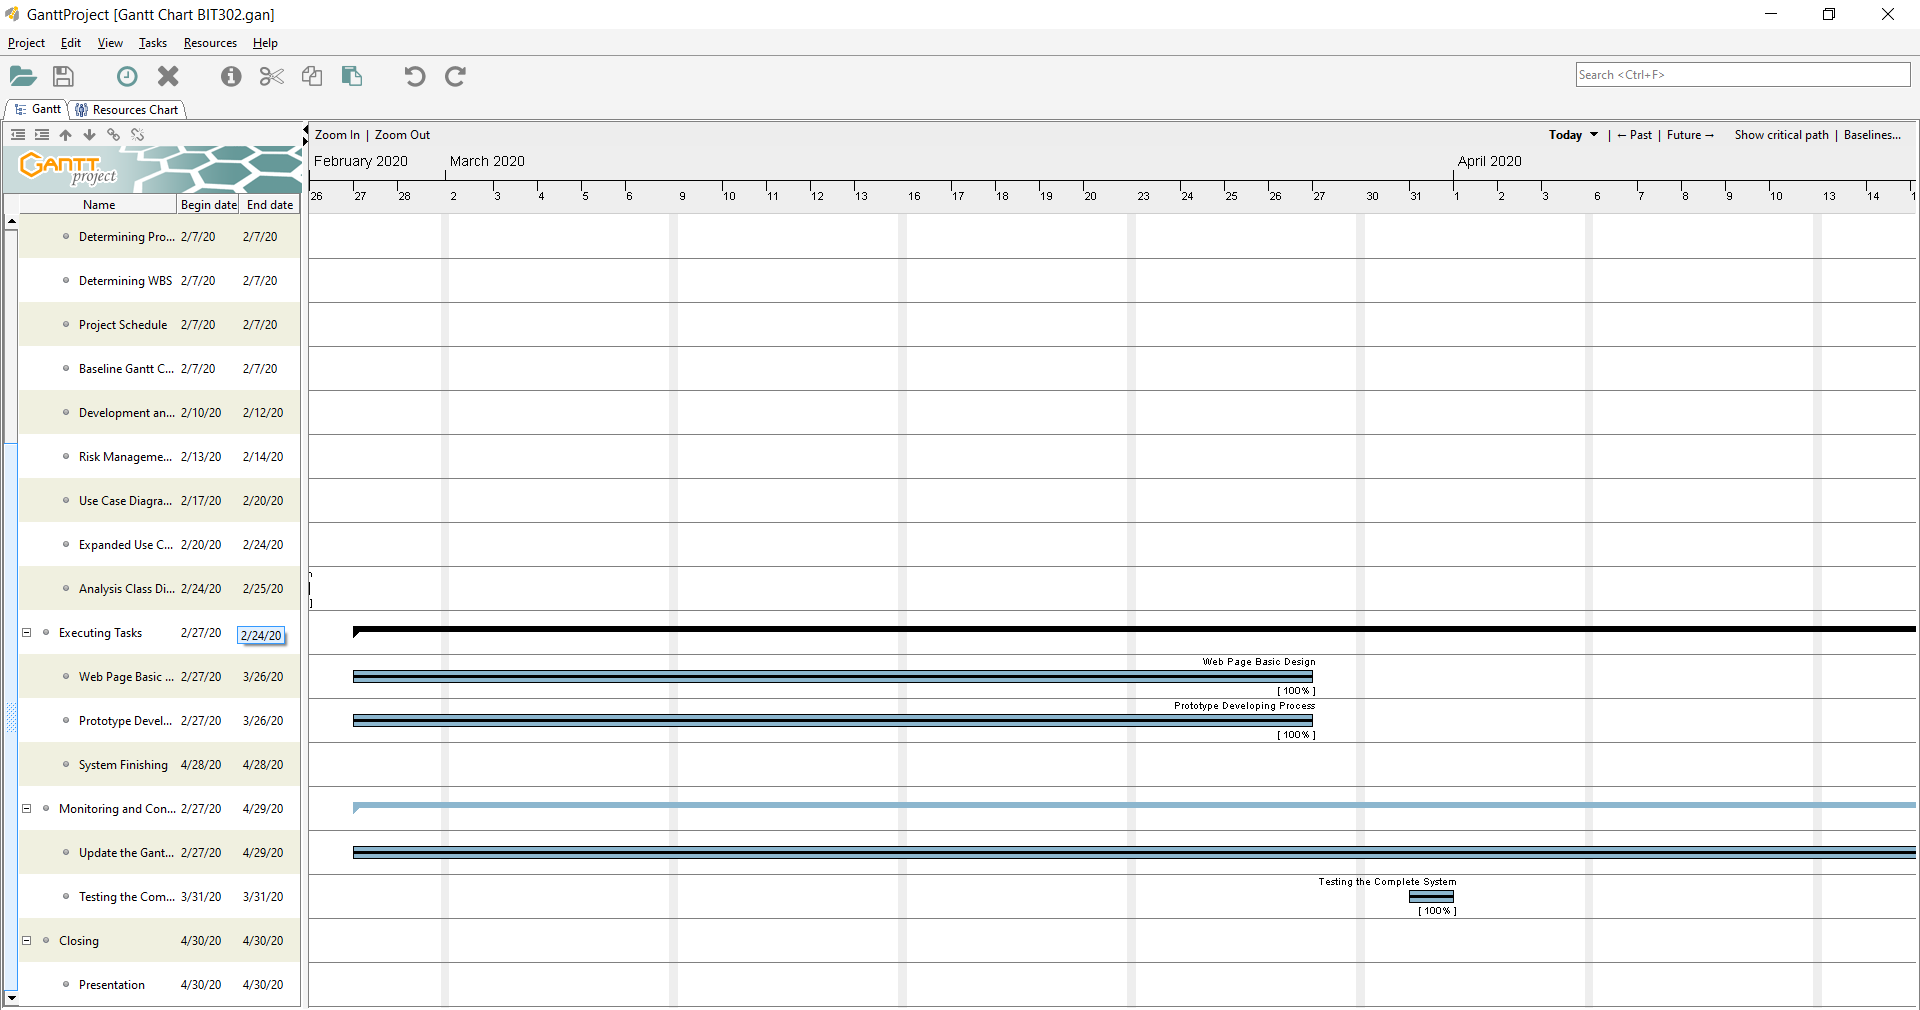 GanttProject [Gantt Chart BIT302.gan]
Project Edit View Tasks Resources Help
Search <Ctrl+F>
Gantt Resources Chart
Zoom In | Zoom Out Today | ← Past | Future → Show critical path | Baselines...
GANTT project
February 2020 March 2020 April 2020
26 27 28 2 3 4 5 6 9 10 11 12 13 16 17 18 19 20 23 24 25 26 27 30 31 1 2 3 6 7 8 9 10 13 14 1
Name Begin date End date
Determining Pro... 2/7/20 2/7/20
Determining WBS 2/7/20 2/7/20
Project Schedule 2/7/20 2/7/20
Baseline Gantt C... 2/7/20 2/7/20
Development an... 2/10/20 2/12/20
Risk Manageme... 2/13/20 2/14/20
Use Case Diagra... 2/17/20 2/20/20
Expanded Use C... 2/20/20 2/24/20
Analysis Class Di... 2/24/20 2/25/20
]
Executing Tasks 2/27/20 2/24/20
Web Page Basic Design
Web Page Basic ... 2/27/20 3/26/20
[ 100% ]
Prototype Developing Process
Prototype Devel... 2/27/20 3/26/20
[ 100% ]
System Finishing 4/28/20 4/28/20
Monitoring and Con... 2/27/20 4/29/20
Update the Gant... 2/27/20 4/29/20
Testing the Complete System
Testing the Com... 3/31/20 3/31/20
[ 100% ]
Closing 4/30/20 4/30/20
Presentation 4/30/20 4/30/20